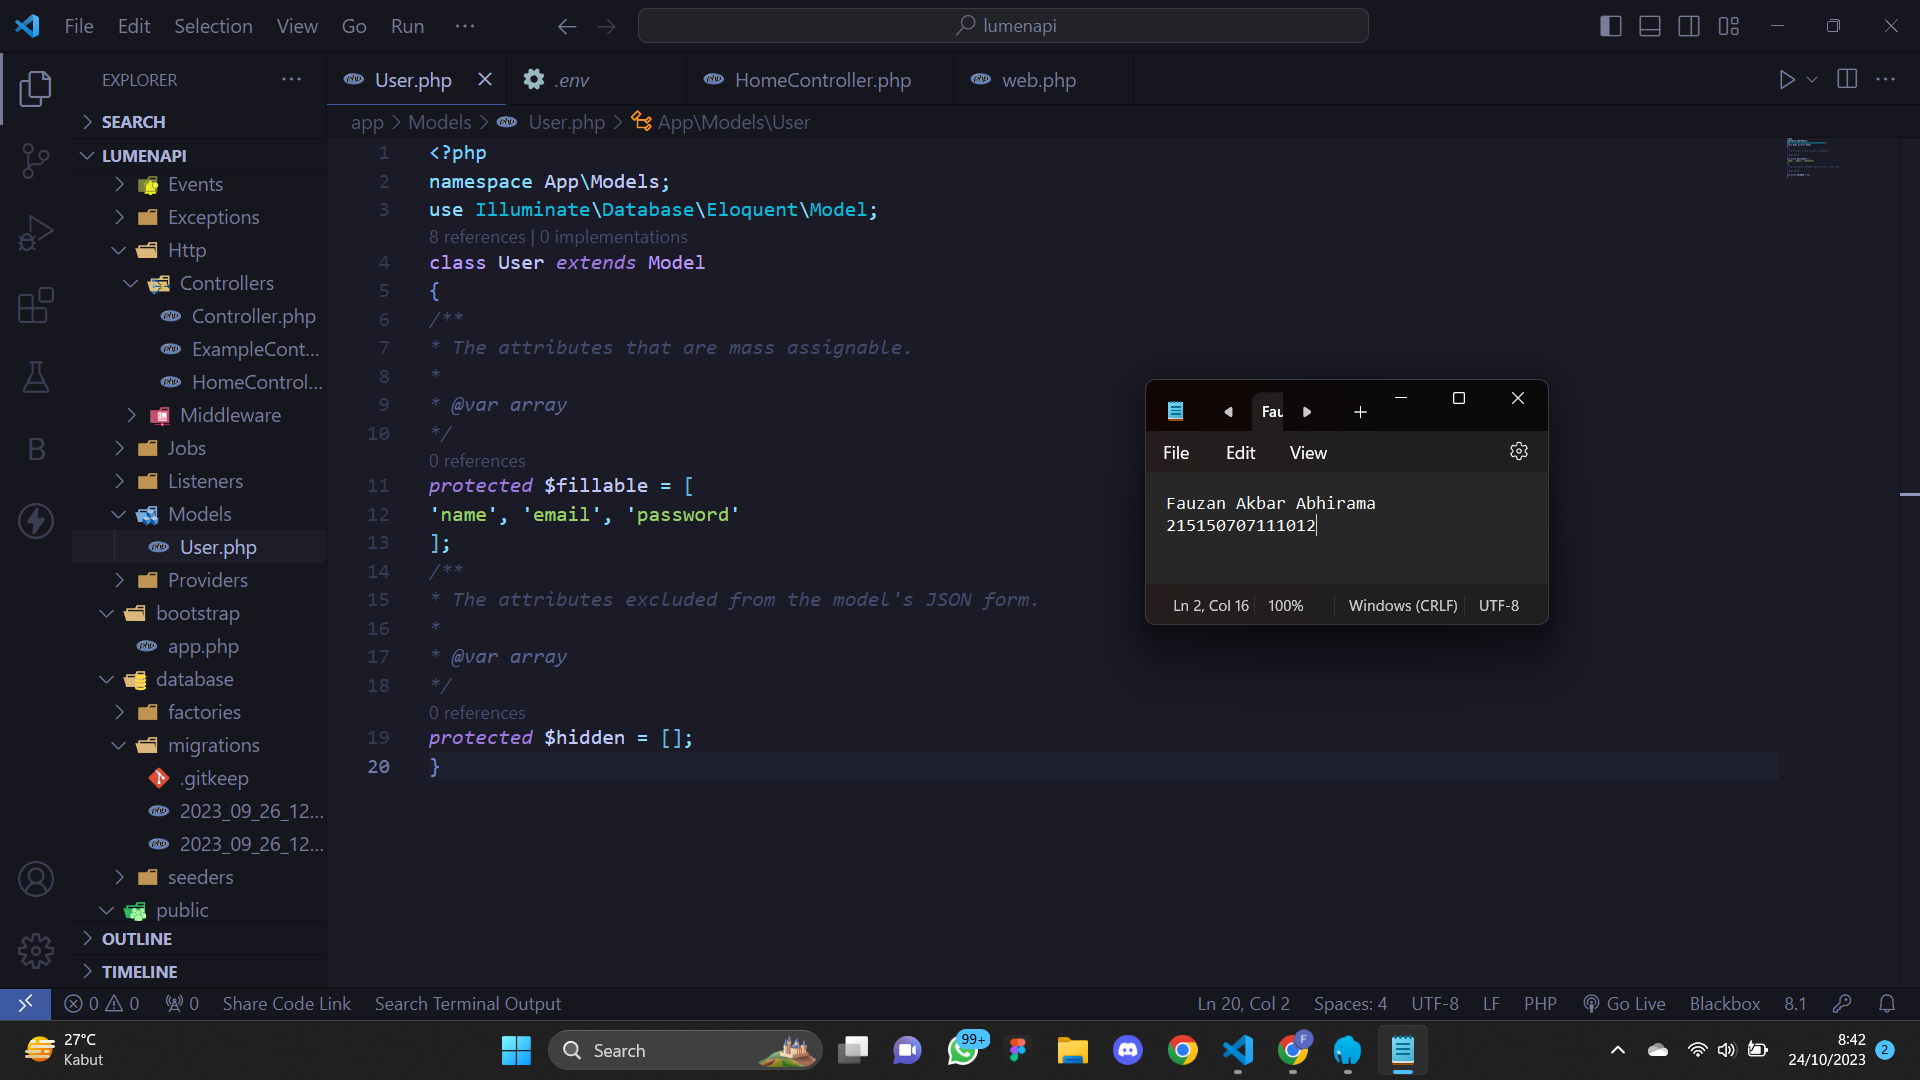 File Edit Selection View Go Run ··· lumenapi
EXPLORER ···
SEARCH
LUMENAPI
Events
Exceptions
Http
Controllers
Controller.php
ExampleCont...
HomeControl...
Middleware
Jobs
Listeners
Models
User.php
Providers
bootstrap
app.php
database
factories
migrations
.gitkeep
2023_09_26_12...
2023_09_26_12...
seeders
public
OUTLINE
TIMELINE
User.php .env HomeController.php web.php
app > Models > User.php > App\Models\User
1 <?php
2 namespace App\Models;
3 use Illuminate\Database\Eloquent\Model;
8 references | 0 implementations
4 class User extends Model
5 {
6 /**
7 * The attributes that are mass assignable.
8 *
9 * @var array
10 */
0 references
11 protected $fillable = [
12 'name', 'email', 'password'
13 ];
14 /**
15 * The attributes excluded from the model's JSON form.
16 *
17 * @var array
18 */
0 references
19 protected $hidden = [];
20 }
Fau
File Edit View
Fauzan Akbar Abhirama
215150707111012
Ln 2, Col 16 100% Windows (CRLF) UTF-8
0 0 0 Share Code Link Search Terminal Output Ln 20, Col 2 Spaces: 4 UTF-8 LF PHP Go Live Blackbox 8.1
27°C
Kabut
Search
99+
F
8:42
24/10/2023
2